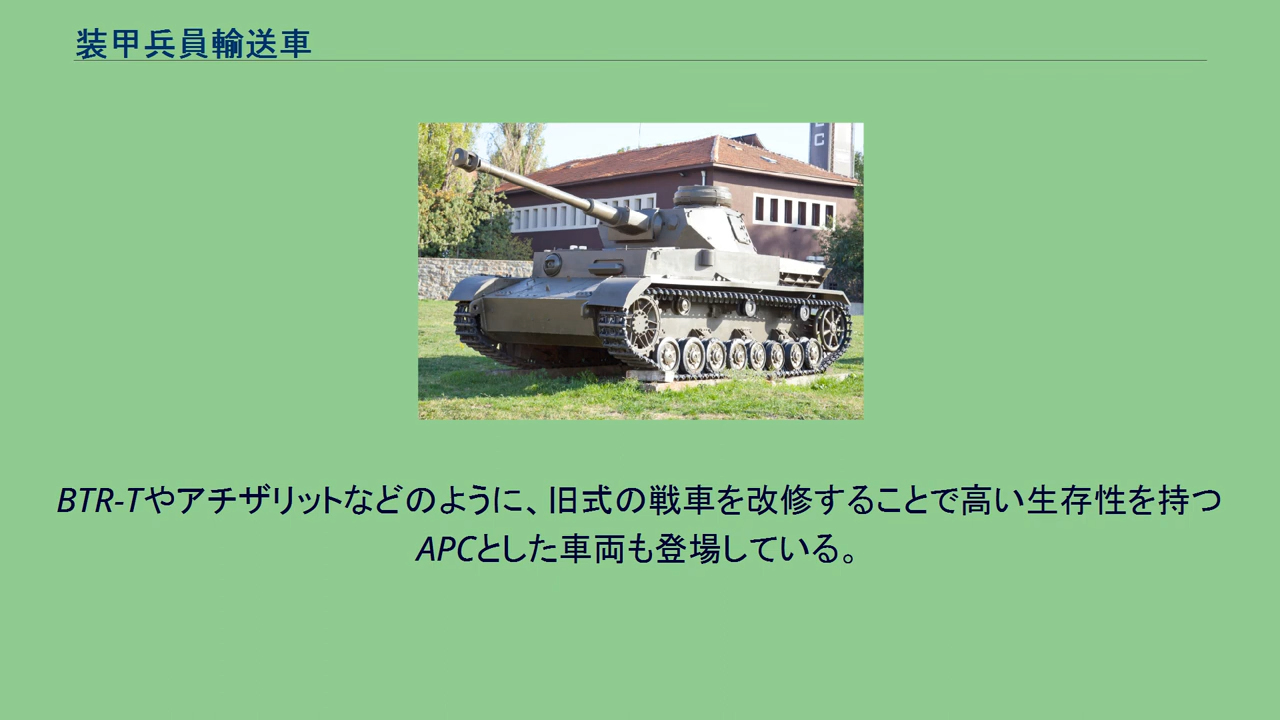 装甲兵員輸送車
BTR-Tやアチザリットなどのように、旧式の戦車を改修することで高い生存性を持つ
APCとした車両も登場している。